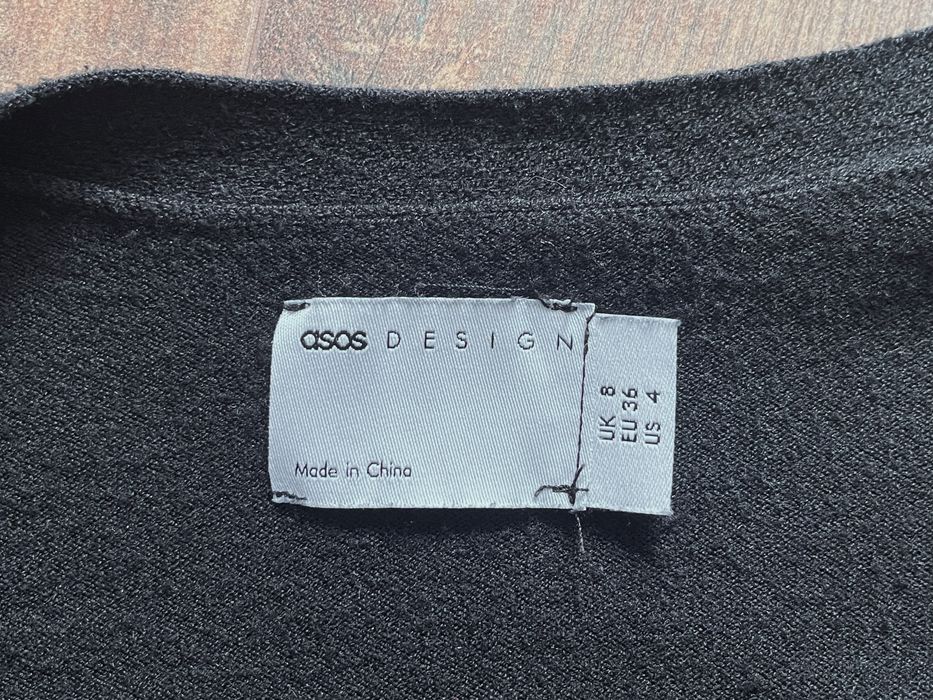 asos DESIGN
Made in China
UK 8
EU 36
US 4